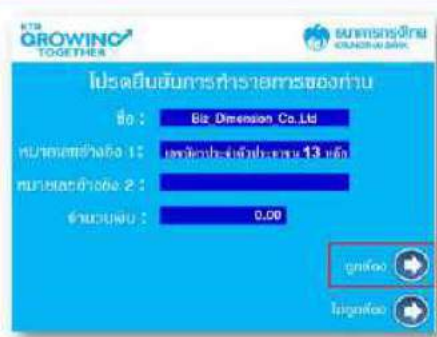 KTB
GROWING
TOGETHER
ธนาคารกรุงไทย
KRUNGTHAI BANK
โปรดยืนยันการทำรายการของท่าน
ชื่อ : Biz Dimension Co.,Ltd
หมายเลขอ้างอิง 1: เลขบัตรประจำตัวประชาชน 13 หลัก
หมายเลขอ้างอิง 2 :
จำนวนเงิน : 0.00
ถูกต้อง
ไม่ถูกต้อง